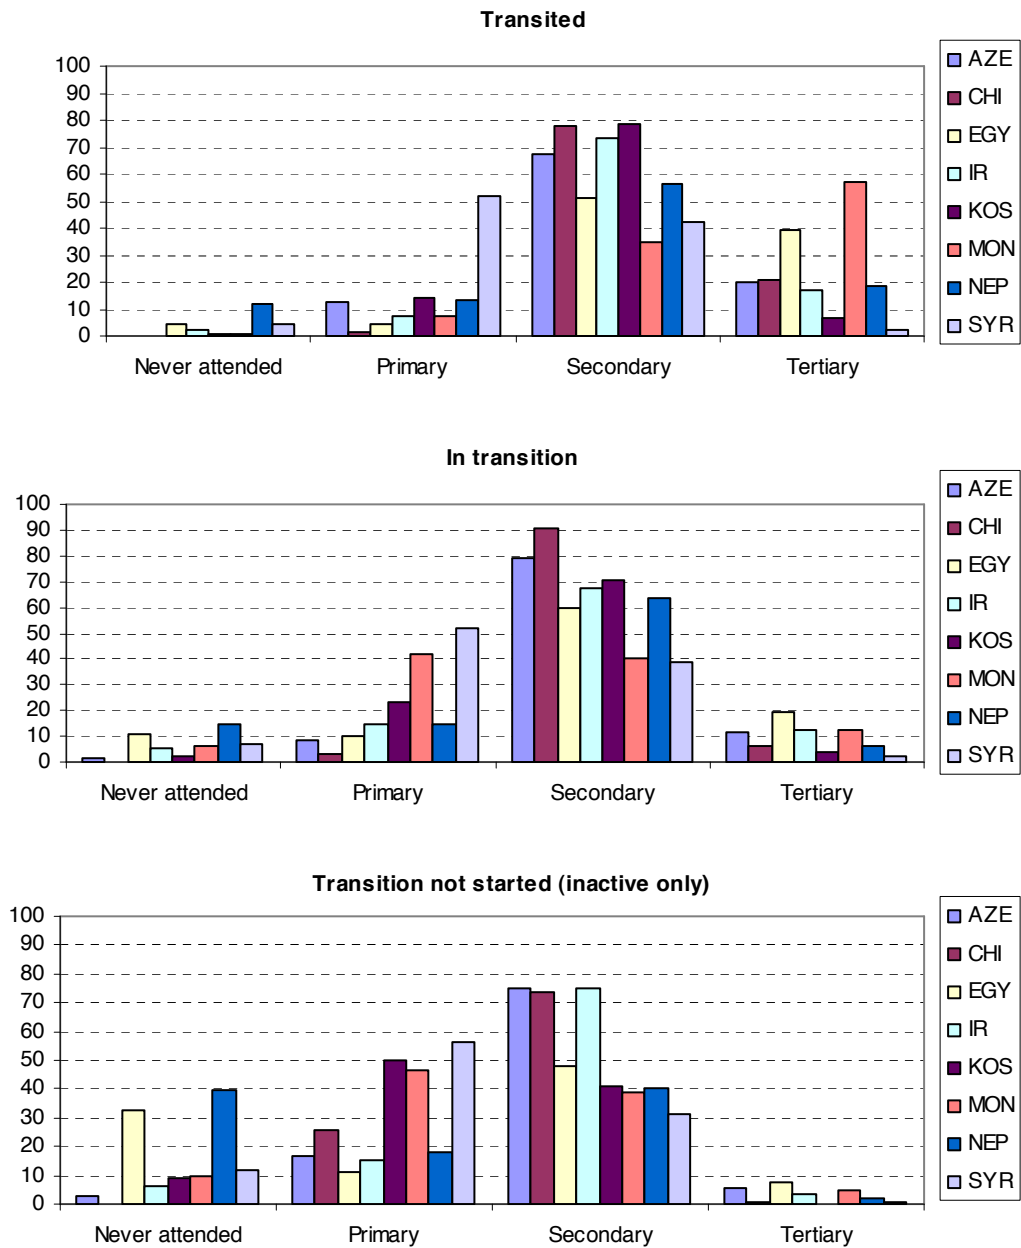 Transited
100
90
80
70
60
50
40
30
20
10
0
Never attended
Primary
Secondary
Tertiary
AZE
CHI
EGY
IR
KOS
MON
NEP
SYR
In transition
100
90
80
70
60
50
40
30
20
10
0
Never attended
Primary
Secondary
Tertiary
AZE
CHI
EGY
IR
KOS
MON
NEP
SYR
Transition not started (inactive only)
100
90
80
70
60
50
40
30
20
10
0
Never attended
Primary
Secondary
Tertiary
AZE
CHI
EGY
IR
KOS
MON
NEP
SYR